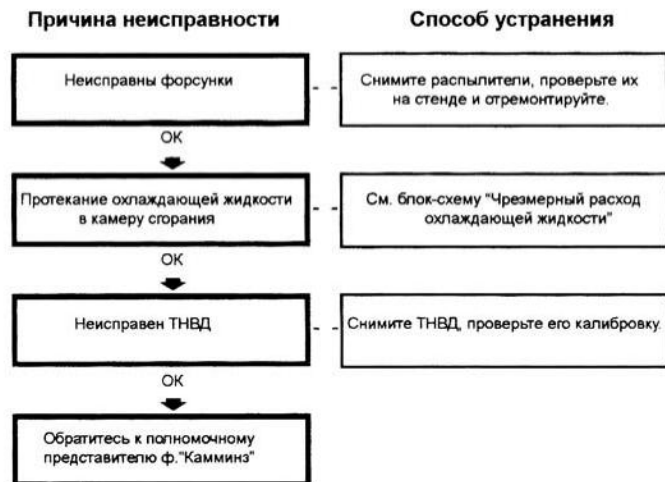 Причина неисправности
Способ устранения
Неисправны форсунки
Снимите распылители, проверьте их
на стенде и отремонтируйте.
ОК
Протекание охлаждающей жидкости
в камеру сгорания
См. блок-схему "Чрезмерный расход
охлаждающей жидкости"
ОК
Неисправен ТНВД
Снимите ТНВД, проверьте его калибровку.
ОК
Обратитесь к полномочному
представителю ф."Камминз"